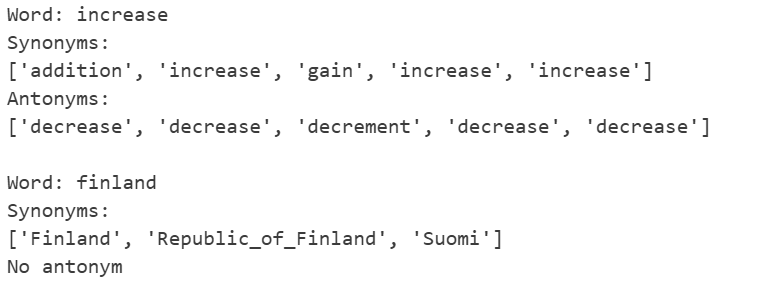 Word: increase
Synonyms:
['addition', 'increase', 'gain', 'increase', 'increase']
Antonyms:
['decrease', 'decrease', 'decrement', 'decrease', 'decrease']
Word: finland
Synonyms:
['Finland', 'Republic_of_Finland', 'Suomi']
No antonym